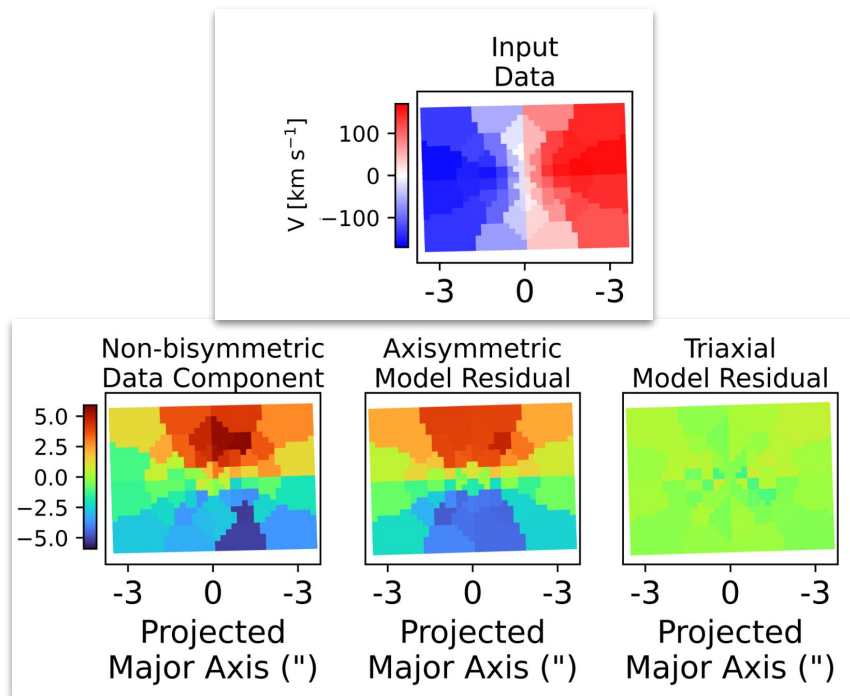 Input
Data
V [km s⁻¹]
100
0
−100
-3
0
-3
Non-bisymmetric
Data Component
Axisymmetric
Model Residual
Triaxial
Model Residual
5.0
2.5
0.0
−2.5
−5.0
-3 0 -3
-3 0 -3
-3 0 -3
Projected
Major Axis (")
Projected
Major Axis (")
Projected
Major Axis (")